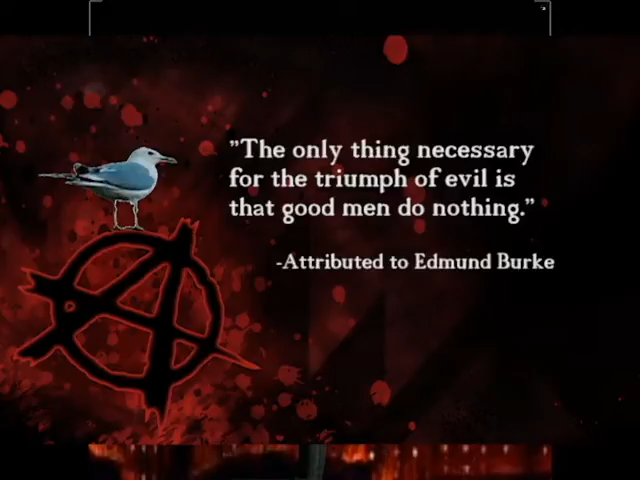 "The only thing necessary
for the triumph of evil is
that good men do nothing."
-Attributed to Edmund Burke